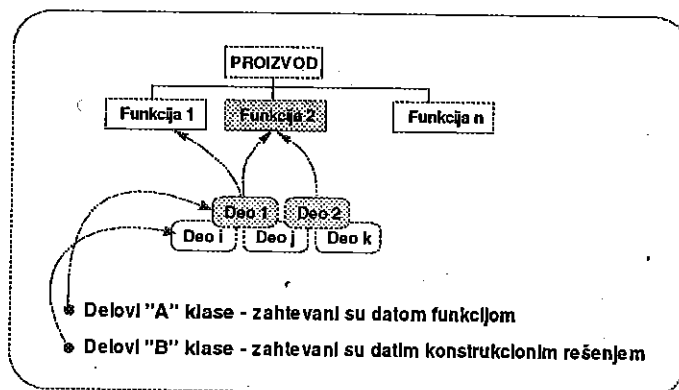 PROIZVOD
Funkcija 1 Funkcija 2 Funkcija n
Deo 1 Deo 2
Deo i Deo j Deo k
Delovi "A" klase - zahtevani su datom funkcijom
Delovi "B" klase - zahtevani su datim konstrukcionim rešenjem